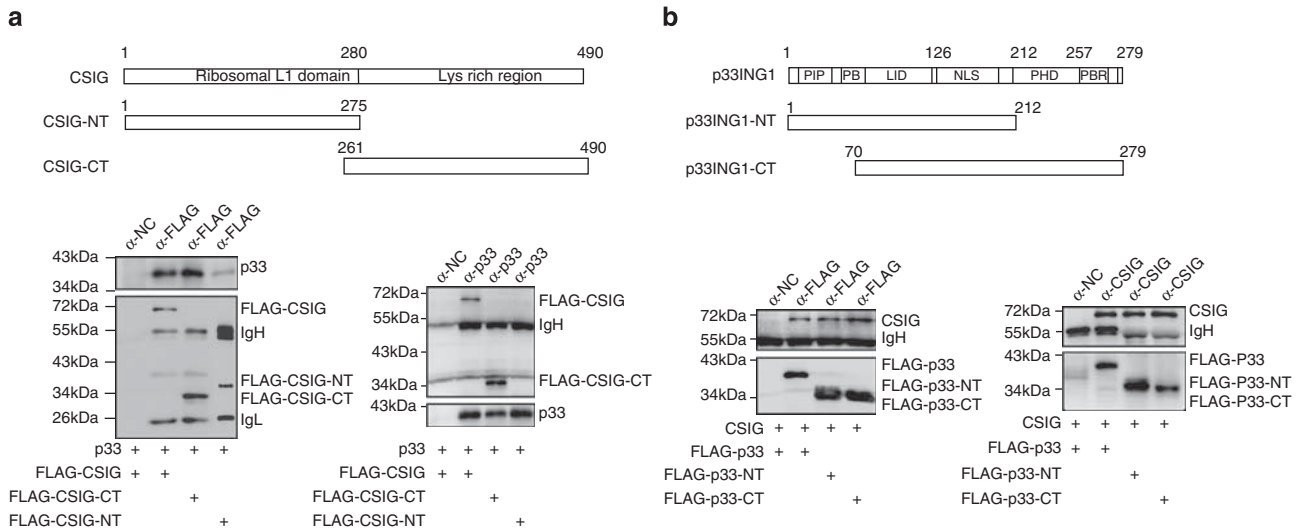 a
1 280 490
CSIG Ribosomal L1 domain Lys rich region
1 275
CSIG-NT
261 490
CSIG-CT
α-NC α-FLAG α-FLAG α-FLAG
43kDa
p33
34kDa
72kDa FLAG-CSIG
55kDa IgH
43kDa
FLAG-CSIG-NT
34kDa FLAG-CSIG-CT
26kDa IgL
p33 + + + +
FLAG-CSIG + +
FLAG-CSIG-CT +
FLAG-CSIG-NT +
α-NC α-p33 α-p33 α-p33
72kDa FLAG-CSIG
55kDa IgH
43kDa
34kDa FLAG-CSIG-CT
43kDa p33
p33 + + + +
FLAG-CSIG + +
FLAG-CSIG-CT +
FLAG-CSIG-NT +
b
1 126 212 257 279
p33ING1 PIP PB LID NLS PHD PBR
1 212
p33ING1-NT
70 279
p33ING1-CT
α-NC α-FLAG α-FLAG α-FLAG
72kDa CSIG
55kDa IgH
43kDa FLAG-p33
FLAG-p33-NT
34kDa FLAG-p33-CT
CSIG + + + +
FLAG-p33 + +
FLAG-p33-NT +
FLAG-p33-CT +
α-NC α-CSIG α-CSIG α-CSIG
72kDa CSIG
55kDa IgH
43kDa FLAG-P33
34kDa FLAG-P33-NT
FLAG-P33-CT
CSIG + + + +
FLAG-p33 + +
FLAG-p33-NT +
FLAG-p33-CT +